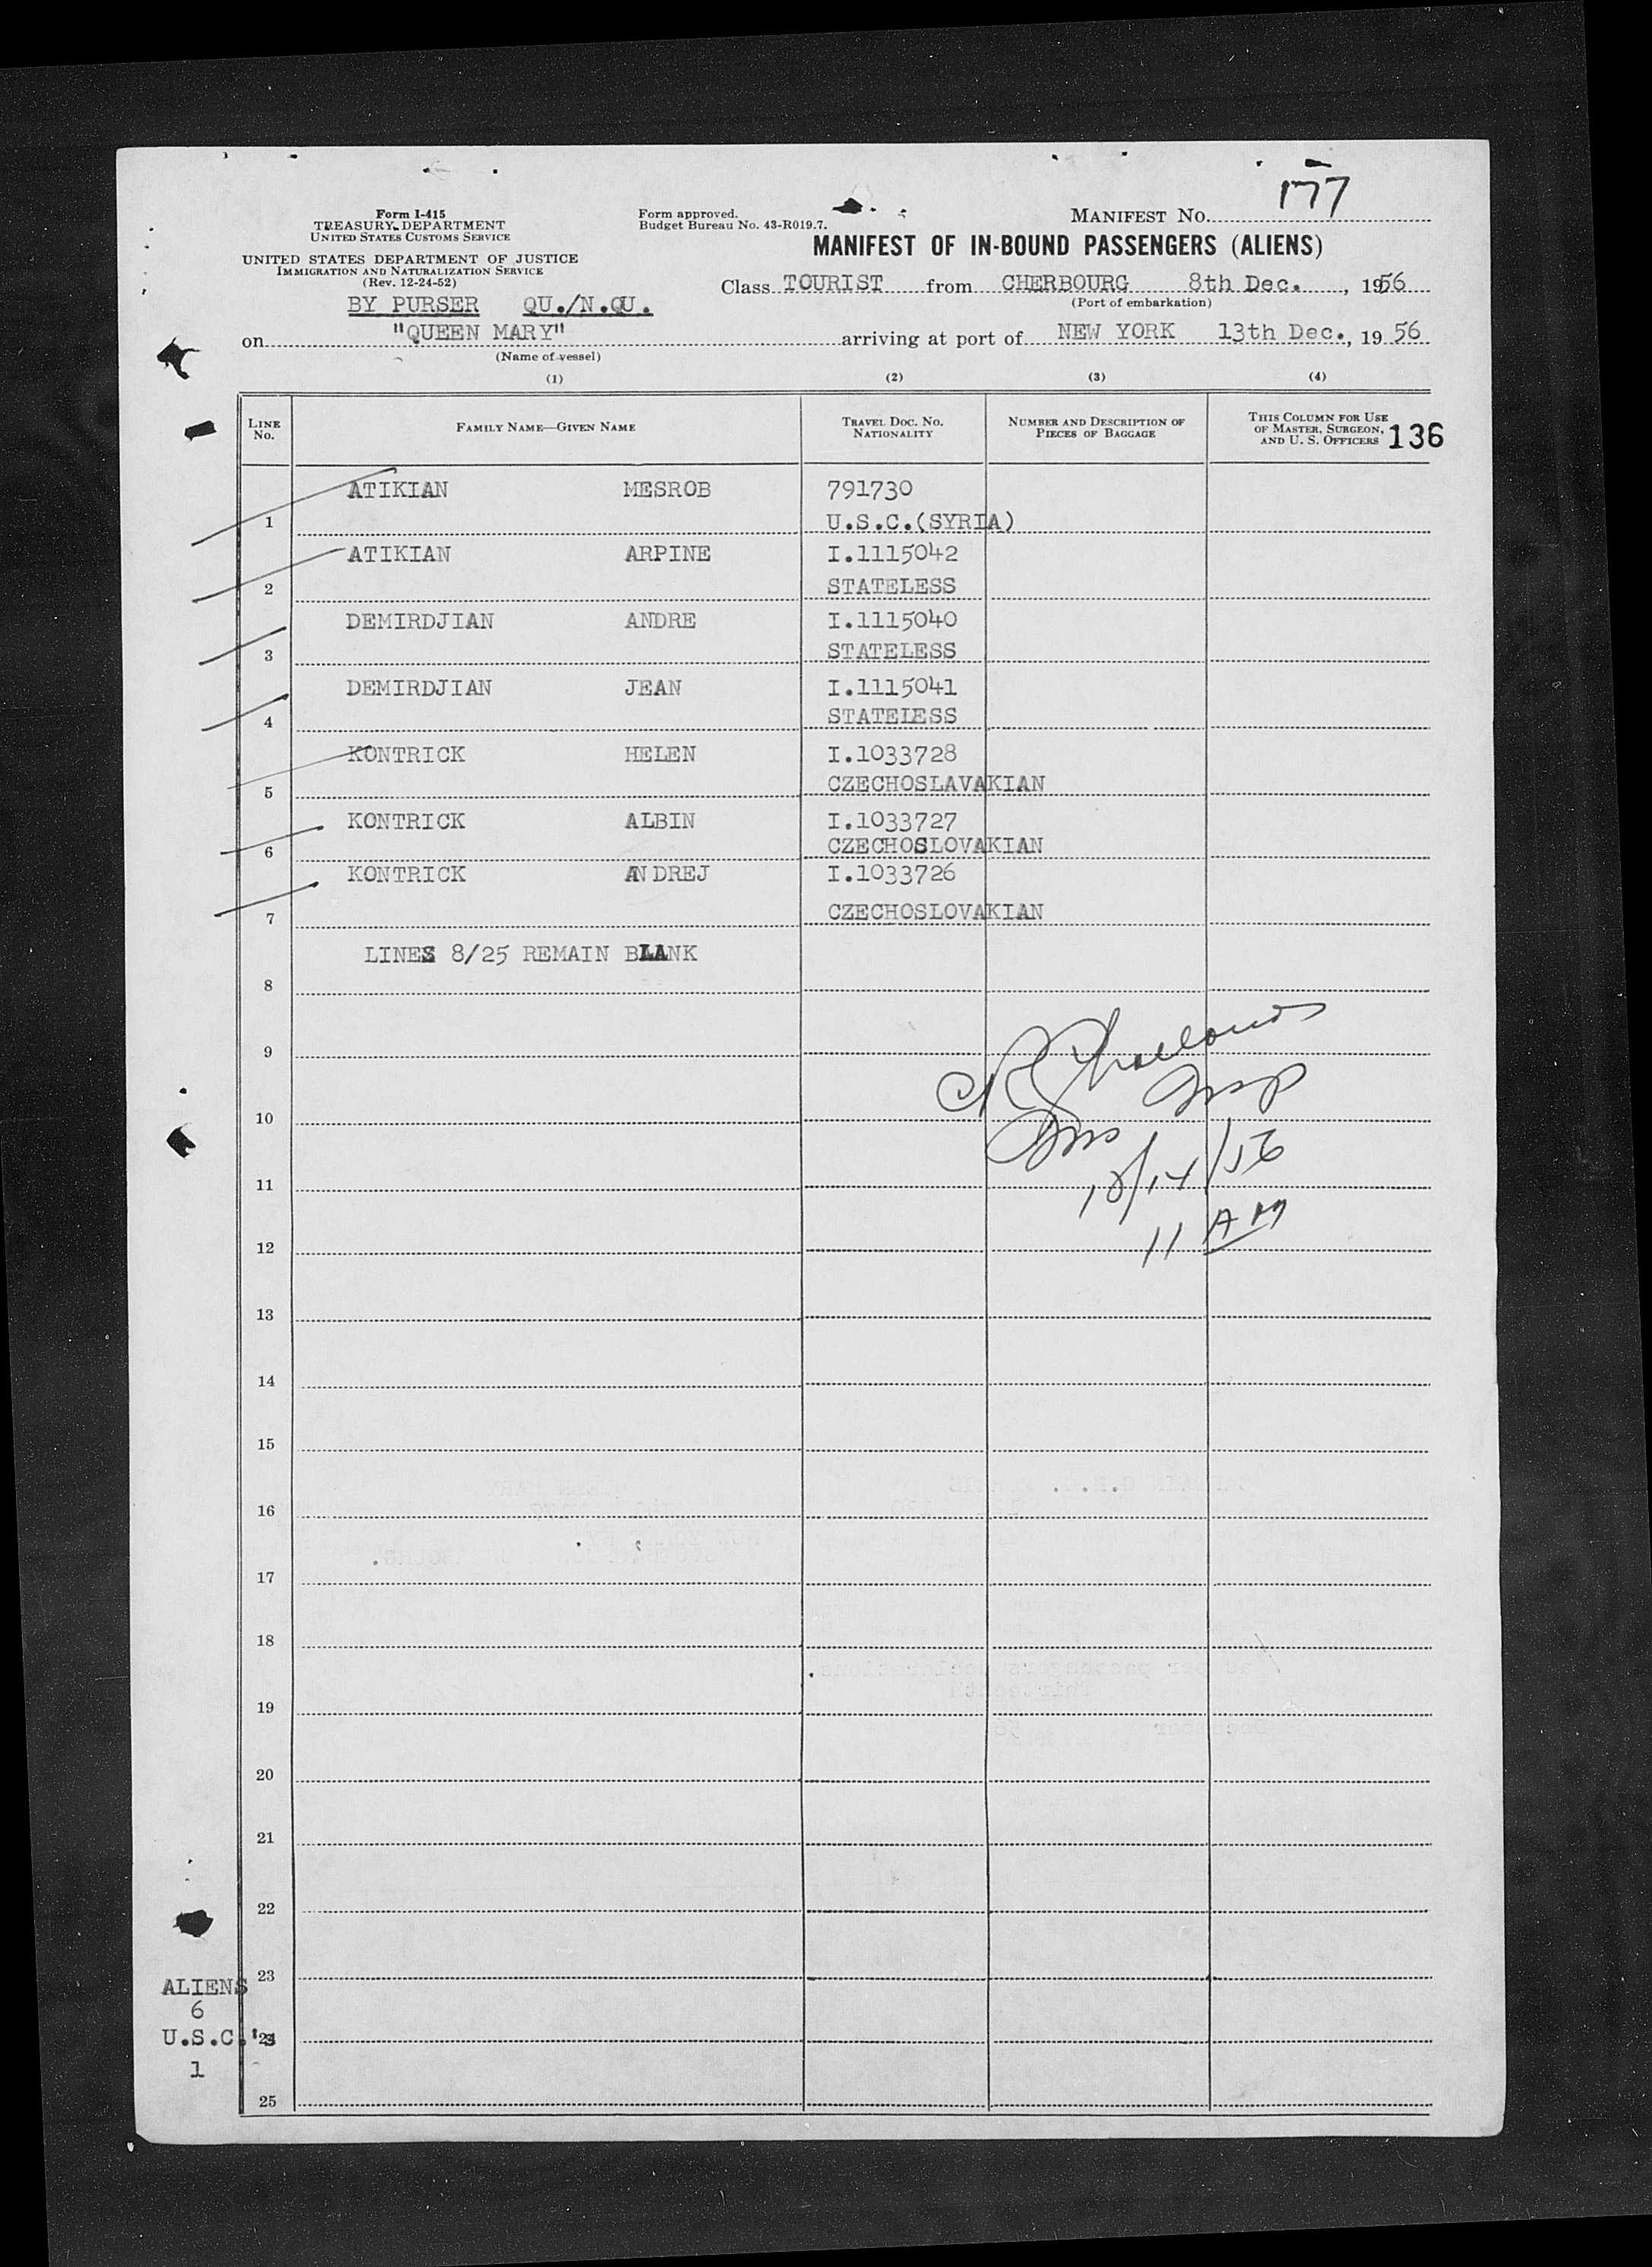 177
Form I-415
TREASURY DEPARTMENT
UNITED STATES CUSTOMS SERVICE
UNITED STATES DEPARTMENT OF JUSTICE
IMMIGRATION AND NATURALIZATION SERVICE
(Rev. 12-24-52)
Form approved.
Budget Bureau No. 43-R019.7.
MANIFEST No.
MANIFEST OF IN-BOUND PASSENGERS (ALIENS)
Class TOURIST from CHERBOURG 8th Dec. , 1956
(Port of embarkation)
BY PURSER QU./N.QU.
on "QUEEN MARY" arriving at port of NEW YORK 13th Dec., 19 56
(Name of vessel)
(1) (2) (3) (4)
LINE No. FAMILY NAME—GIVEN NAME TRAVEL DOC. No. NATIONALITY NUMBER AND DESCRIPTION OF PIECES OF BAGGAGE THIS COLUMN FOR USE OF MASTER, SURGEON, AND U. S. OFFICERS 136
ATIKIAN MESROB 791730
1 U.S.C.(SYRIA)
ATIKIAN ARPINE I.1115042
2 STATELESS
DEMIRDJIAN ANDRE I.1115040
3 STATELESS
DEMIRDJIAN JEAN I.1115041
4 STATEIESS
KONTRICK HELEN I.1033728
5 CZECHOSLAVAKIAN
KONTRICK ALBIN I.1033727
6 CZECHOSLOVAKIAN
KONTRICK ANDREJ I.1033726
7 CZECHOSLOVAKIAN
LINES 8/25 REMAIN BLANK
8
9
10
11
12/14/56
11 AM
12
13
14
15
16
17
18
19
20
21
22
23
ALIENS
6
U.S.C.'s
24
1
25